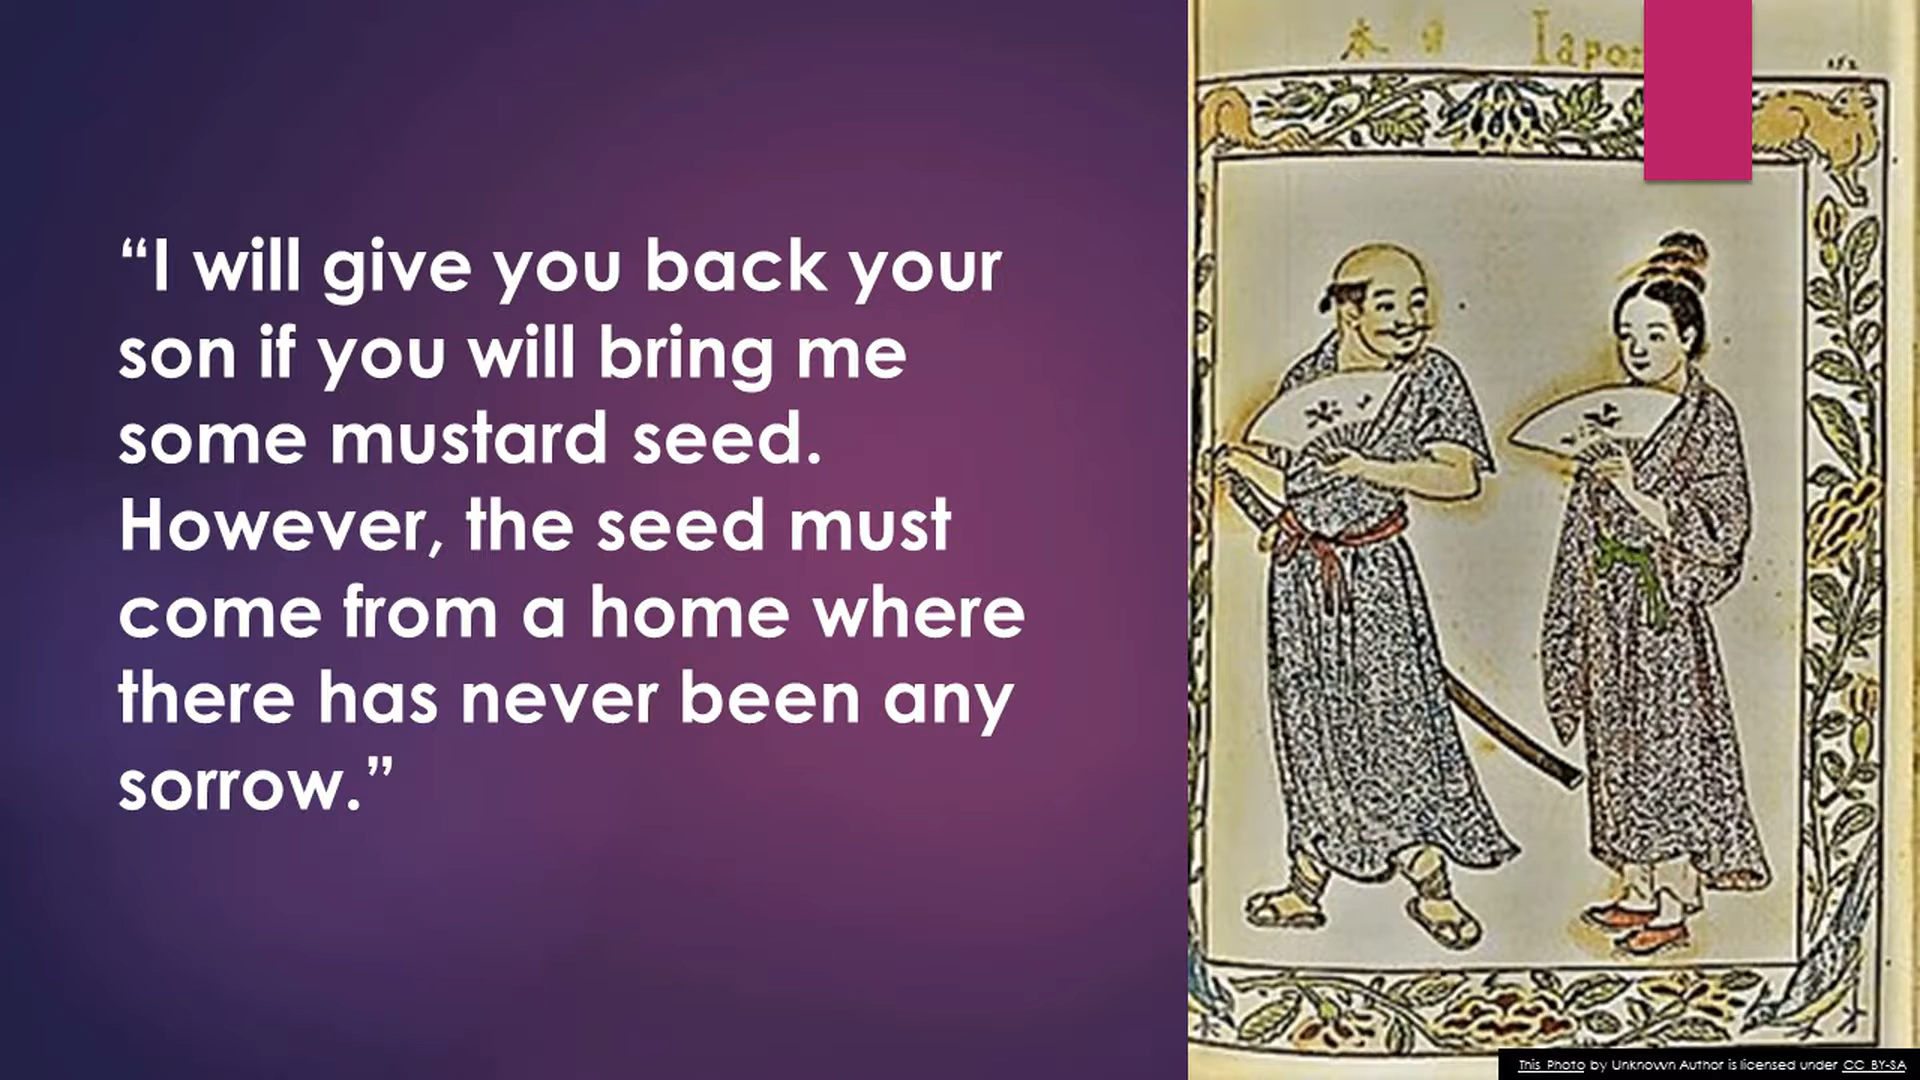 “I will give you back your
son if you will bring me
some mustard seed.
However, the seed must
come from a home where
there has never been any
sorrow.”
本 日 Iapo
This Photo by Unknown Author is licensed under CC BY-SA